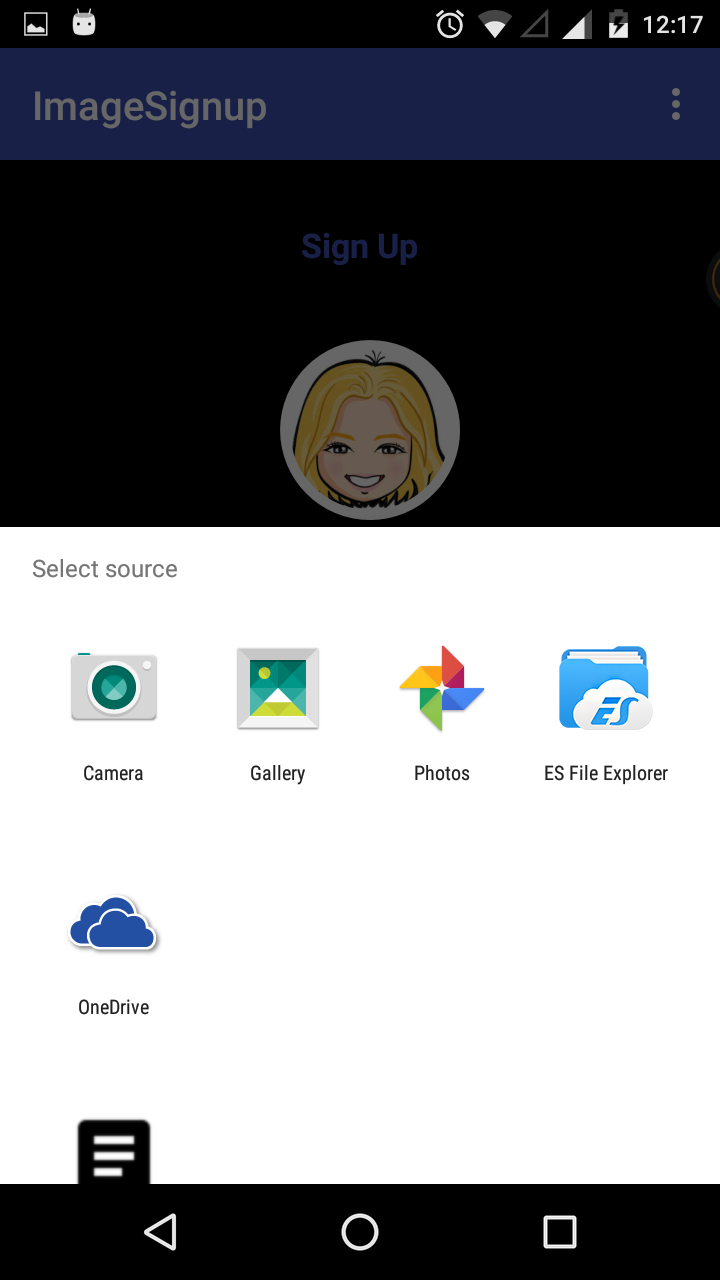 12:17
ImageSignup
Sign Up
Select source
Camera
Gallery
Photos
ES
ES File Explorer
OneDrive